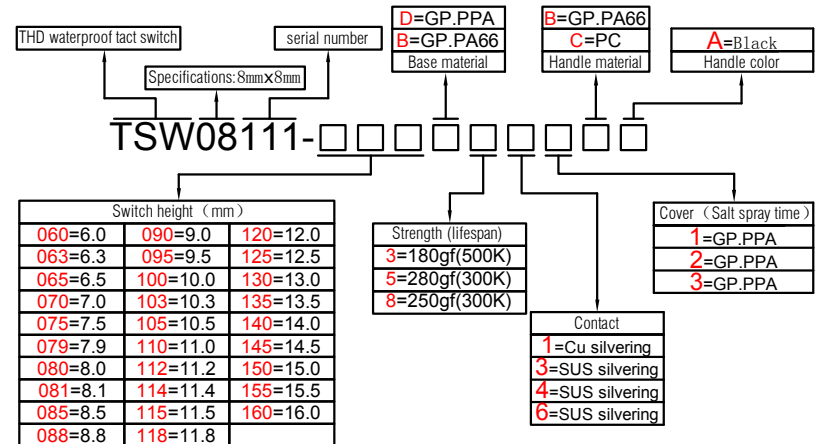 D=GP.PPA
B=GP.PA66
Base material
B=GP.PA66
C=PC
Handle material
A=Black
Handle color
THD waterproof tact switch
serial number
Specifications:8mmX8mm
TSW08111-□□□□□□□□□
Switch height（mm）
060=6.0 090=9.0 120=12.0
063=6.3 095=9.5 125=12.5
065=6.5 100=10.0 130=13.0
070=7.0 103=10.3 135=13.5
075=7.5 105=10.5 140=14.0
079=7.9 110=11.0 145=14.5
080=8.0 112=11.2 150=15.0
081=8.1 114=11.4 155=15.5
085=8.5 115=11.5 160=16.0
088=8.8 118=11.8
Strength (lifespan)
3=180gf(500K)
5=280gf(300K)
8=250gf(300K)
Contact
1=Cu silvering
3=SUS silvering
4=SUS silvering
6=SUS silvering
Cover（Salt spray time）
1=GP.PPA
2=GP.PPA
3=GP.PPA